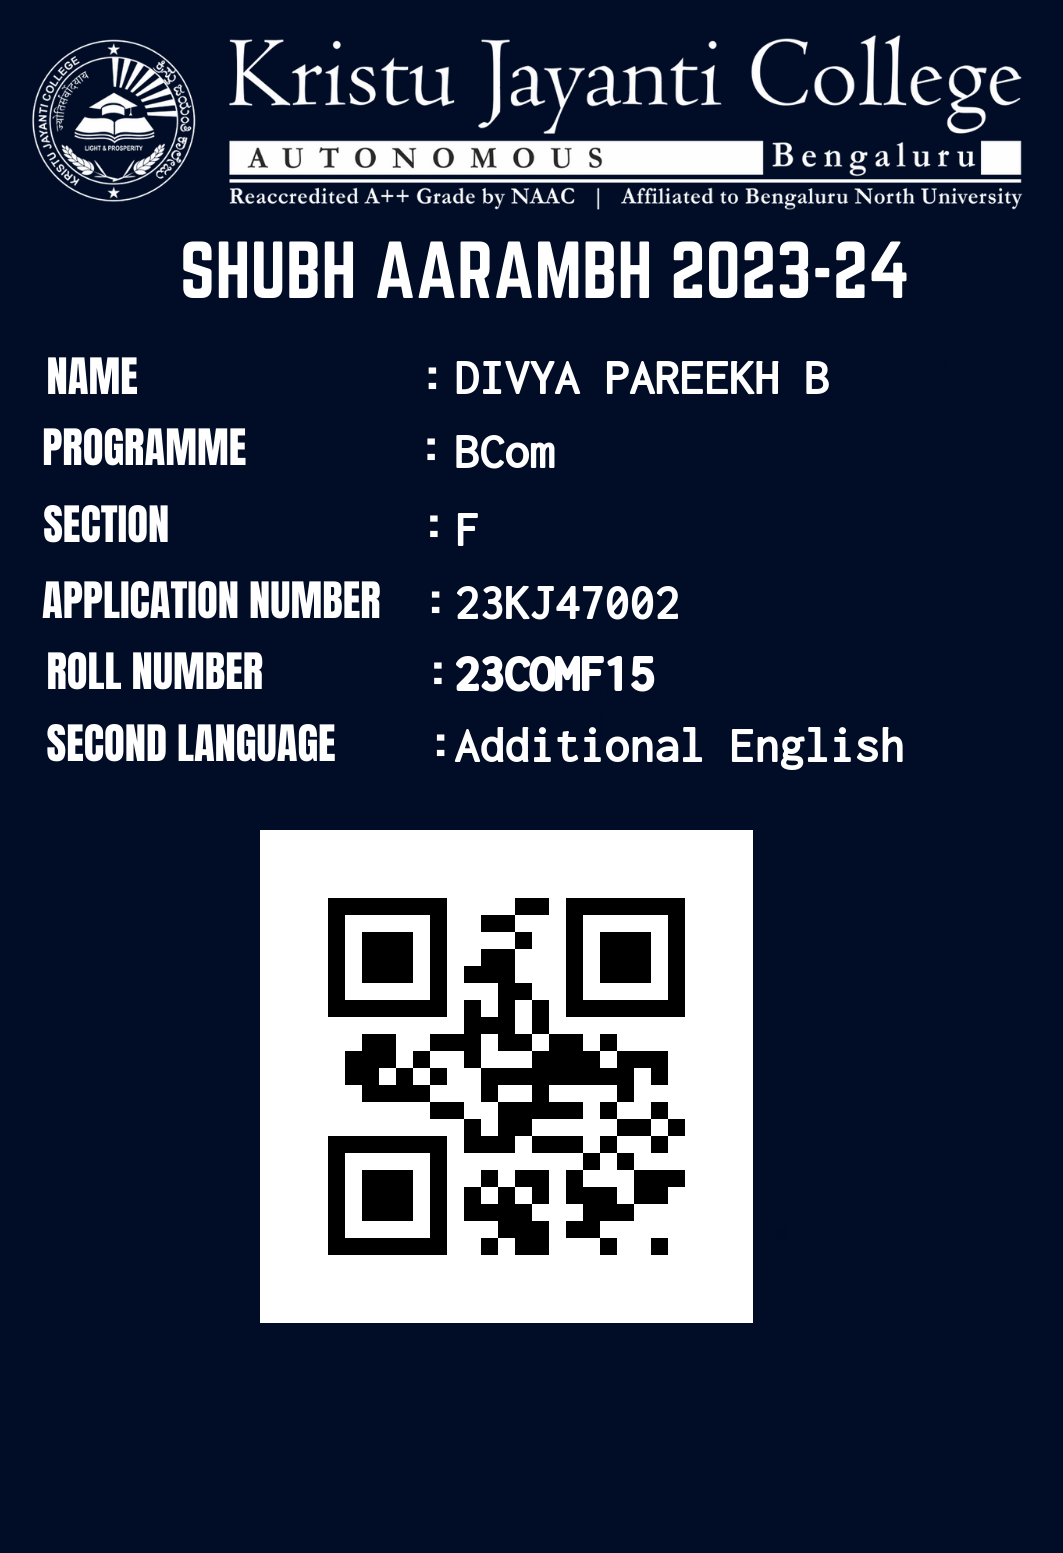 KRISTU JAYANTI COLLEGE
ಕ್ರಿಸ್ತು ಜಯಂತಿ ಕಾಲೇಜು
LIGHT & PROSPERITY
Kristu Jayanti College
AUTONOMOUS Bengaluru
Reaccredited A++ Grade by NAAC | Affiliated to Bengaluru North University
SHUBH AARAMBH 2023-24
NAME : DIVYA PAREEKH B
PROGRAMME : BCom
SECTION : F
APPLICATION NUMBER : 23KJ47002
ROLL NUMBER : 23COMF15
SECOND LANGUAGE : Additional English